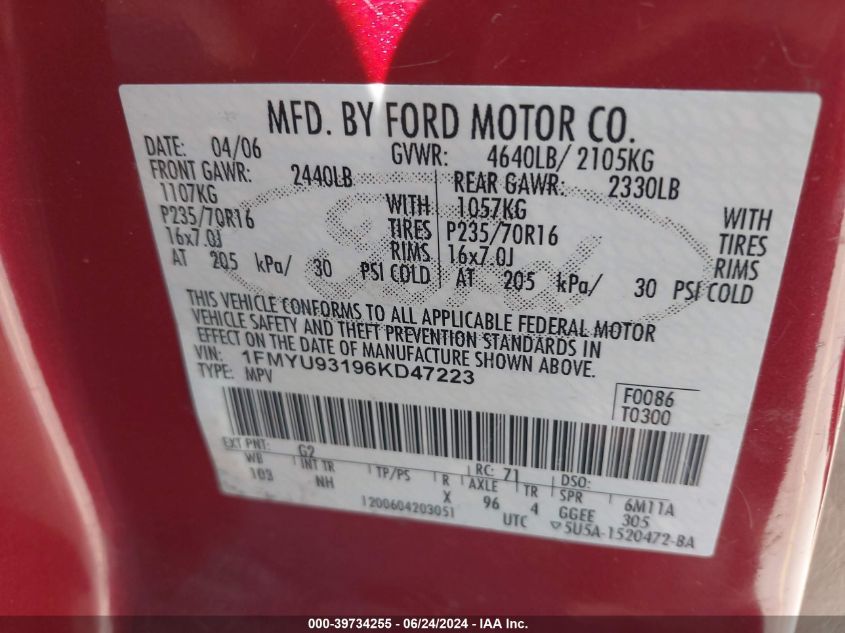 MFD. BY FORD MOTOR CO.
DATE: 04/06 GVWR: 4640LB/ 2105KG
FRONT GAWR: 2440LB REAR GAWR: 2330LB
1107KG WITH 1057KG WITH
P235/70R16 TIRES P235/70R16 TIRES
16x7.0J RIMS 16x7.0J RIMS
AT 205 kPa/ 30 PSI COLD AT 205 kPa/ 30 PSI COLD
THIS VEHICLE CONFORMS TO ALL APPLICABLE FEDERAL MOTOR
VEHICLE SAFETY AND THEFT PREVENTION STANDARDS IN
EFFECT ON THE DATE OF MANUFACTURE SHOWN ABOVE.
VIN: 1FMYU93196KD47223
TYPE: MPV
F0086
T0300
EXT PNT: G2 RC: 71 DSO:
WB INT TR TP/PS R AXLE TR SPR 6M11A
103 NH X 96 4 GGEE 305
1200604203051 UTC ▽5U5A-1520472-BA
Ford
000-39734255 - 06/24/2024 - IAA Inc.